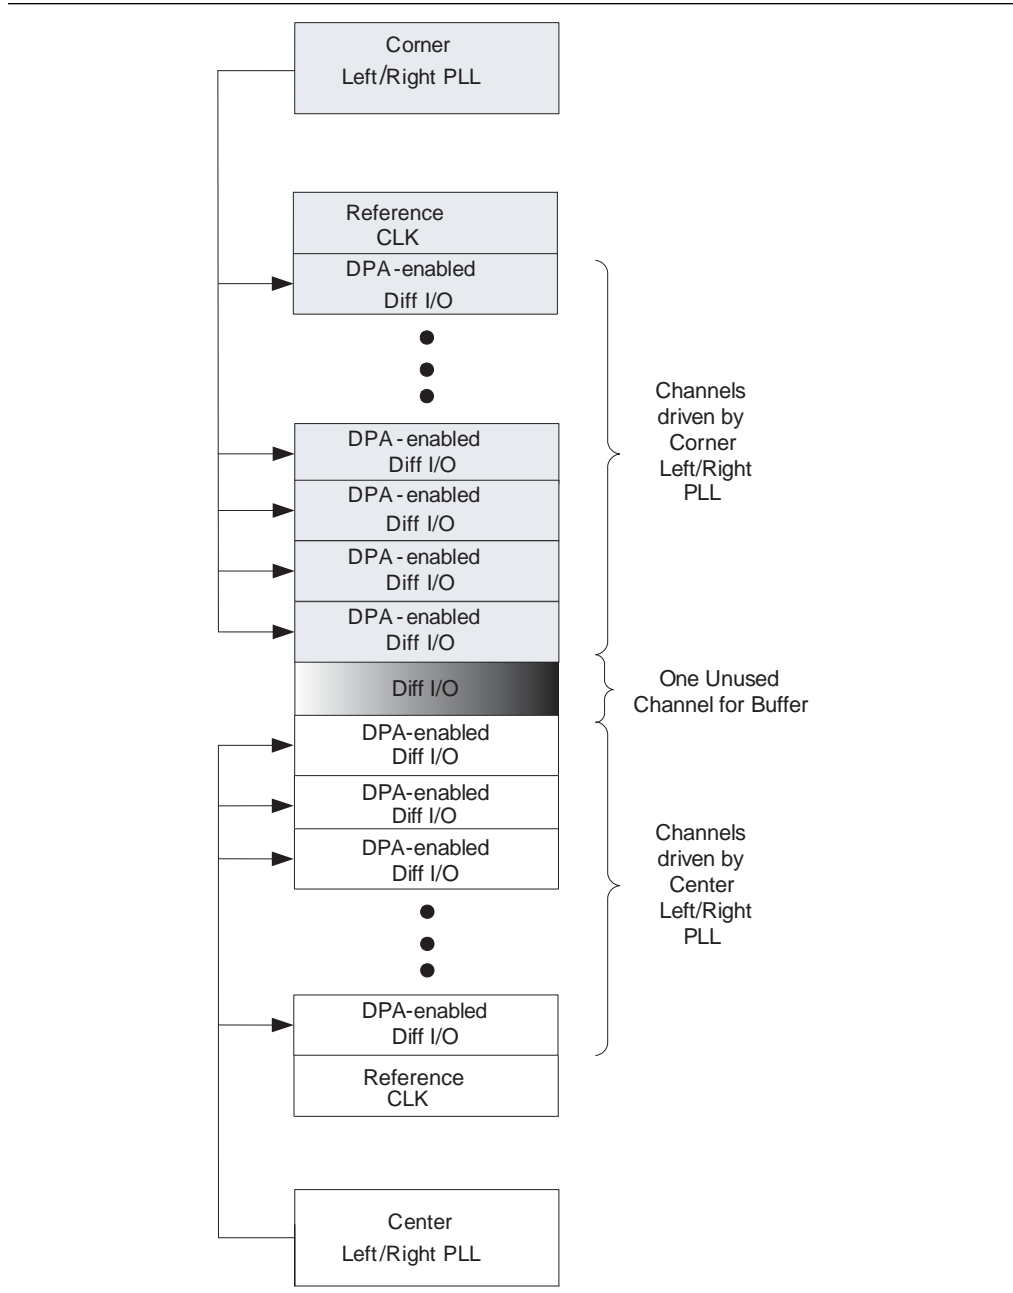 Corner
Left/Right PLL
Reference
CLK
DPA-enabled
Diff I/O
DPA-enabled
Diff I/O
DPA-enabled
Diff I/O
DPA-enabled
Diff I/O
DPA-enabled
Diff I/O
Channels
driven by
Corner
Left/Right
PLL
Diff I/O
One Unused
Channel for Buffer
DPA-enabled
Diff I/O
DPA-enabled
Diff I/O
DPA-enabled
Diff I/O
Channels
driven by
Center
Left/Right
PLL
DPA-enabled
Diff I/O
Reference
CLK
Center
Left/Right PLL